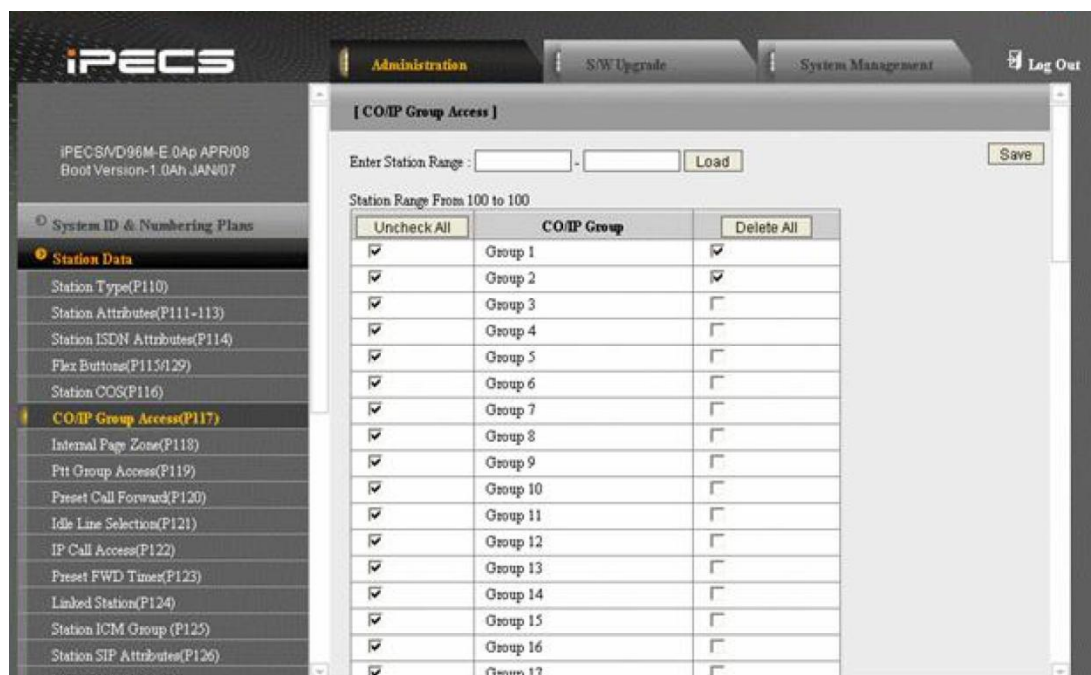 iPECS
Administration
S/W Upgrade
System Management
Log Out
iPECS/VD96M-E.0Ap APR/08
Boot Version-1.0Ah JAN/07
System ID & Numbering Plans
Station Data
Station Type(P110)
Station Attributes(P111~113)
Station ISDN Attributes(P114)
Flex Buttons(P115/129)
Station COS(P116)
CO/IP Group Access(P117)
Internal Page Zone(P118)
Ptt Group Access(P119)
Preset Call Forward(P120)
Idle Line Selection(P121)
IP Call Access(P122)
Preset FWD Timer(P123)
Linked Station(P124)
Station ICM Group (P125)
Station SIP Attributes(P126)
[ CO/IP Group Access ]
Enter Station Range : - Load
Save
Station Range From 100 to 100
Uncheck All CO/IP Group Delete All
Group 1
Group 2
Group 3
Group 4
Group 5
Group 6
Group 7
Group 8
Group 9
Group 10
Group 11
Group 12
Group 13
Group 14
Group 15
Group 16
Group 17